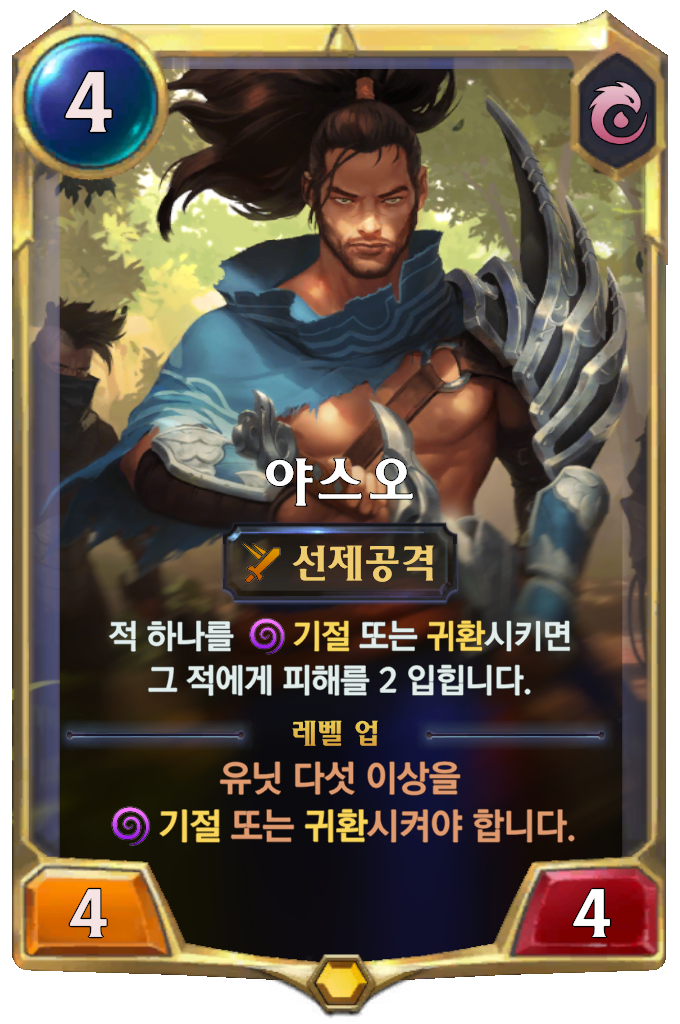 4
야스오
선제공격
적 하나를 기절 또는 귀환시키면
그 적에게 피해를 2 입힙니다.
레벨 업
유닛 다섯 이상을
기절 또는 귀환시켜야 합니다.
4
4